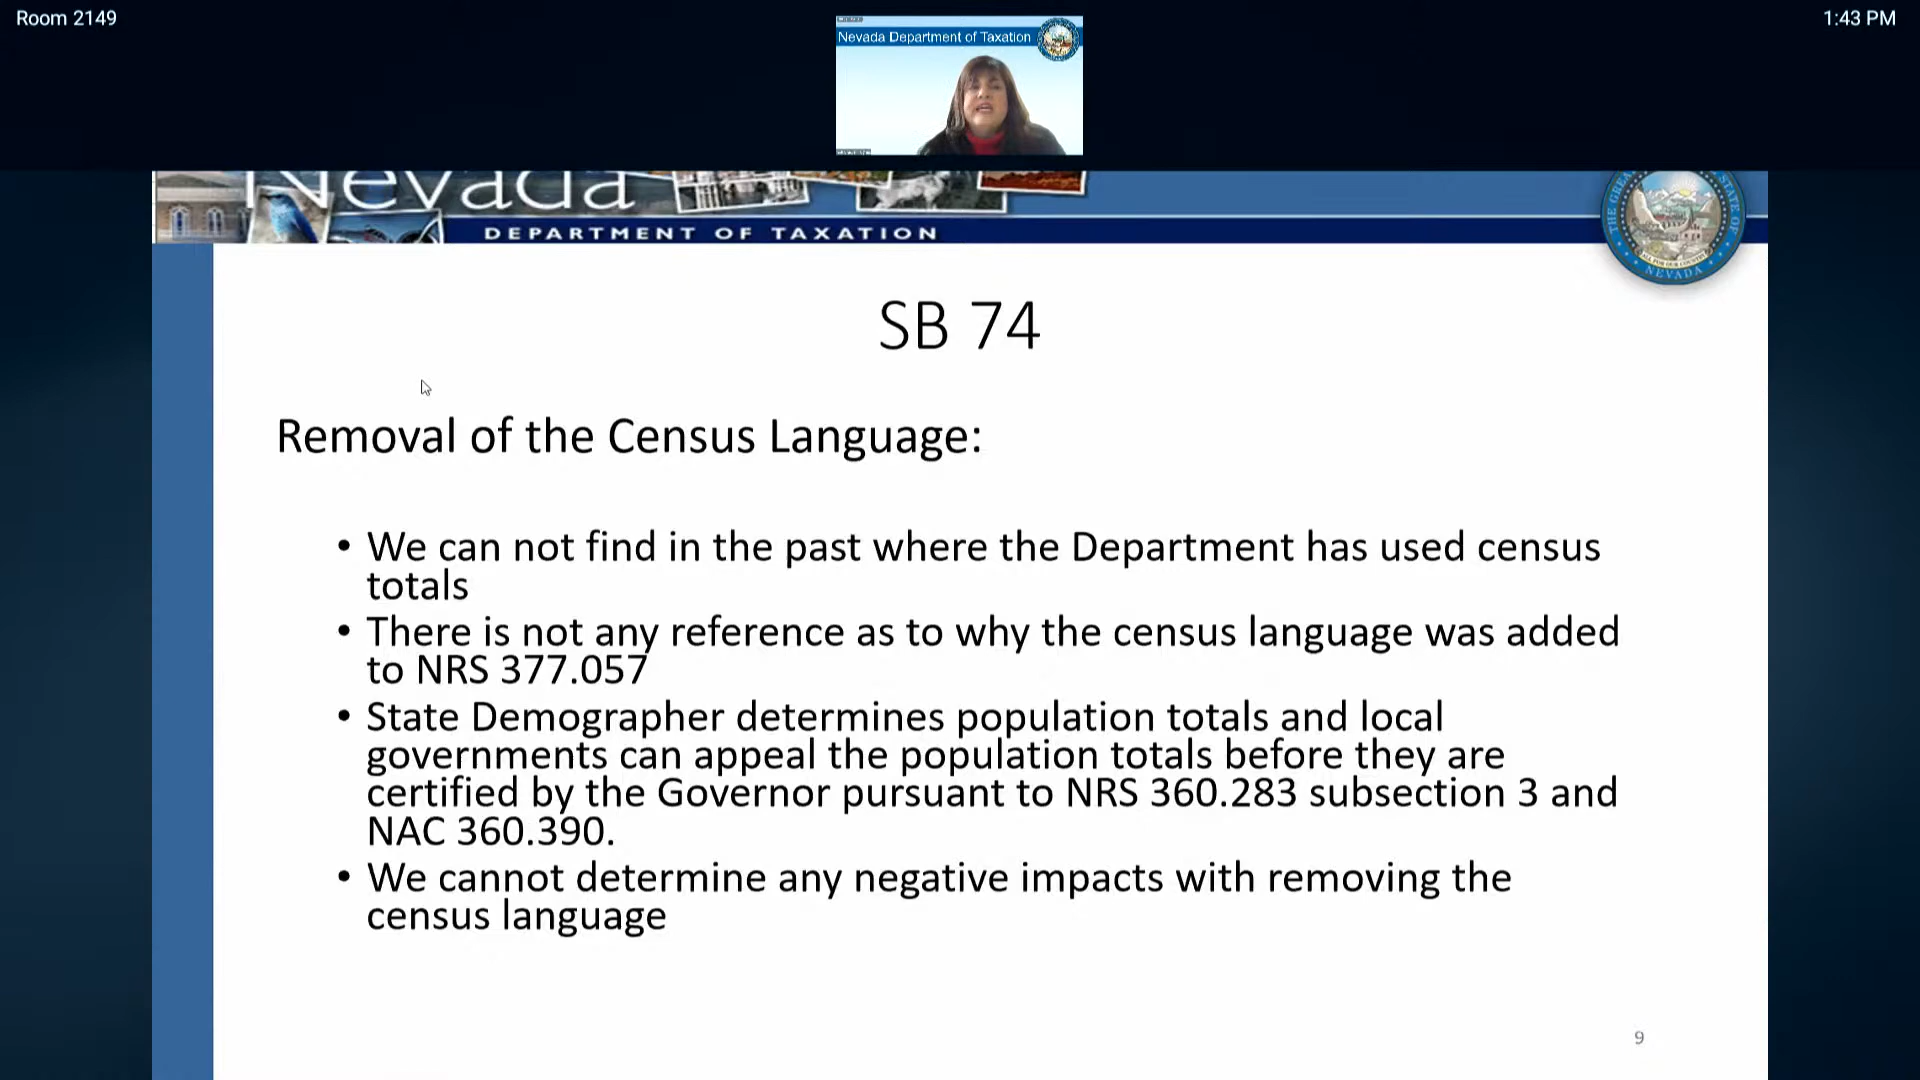 Room 2149
1:43 PM
Nevada Department of Taxation
Nevada
DEPARTMENT OF TAXATION
NEVADA
SB 74
Removal of the Census Language:
• We can not find in the past where the Department has used census
totals
• There is not any reference as to why the census language was added
to NRS 377.057
• State Demographer determines population totals and local
governments can appeal the population totals before they are
certified by the Governor pursuant to NRS 360.283 subsection 3 and
NAC 360.390.
• We cannot determine any negative impacts with removing the
census language
9